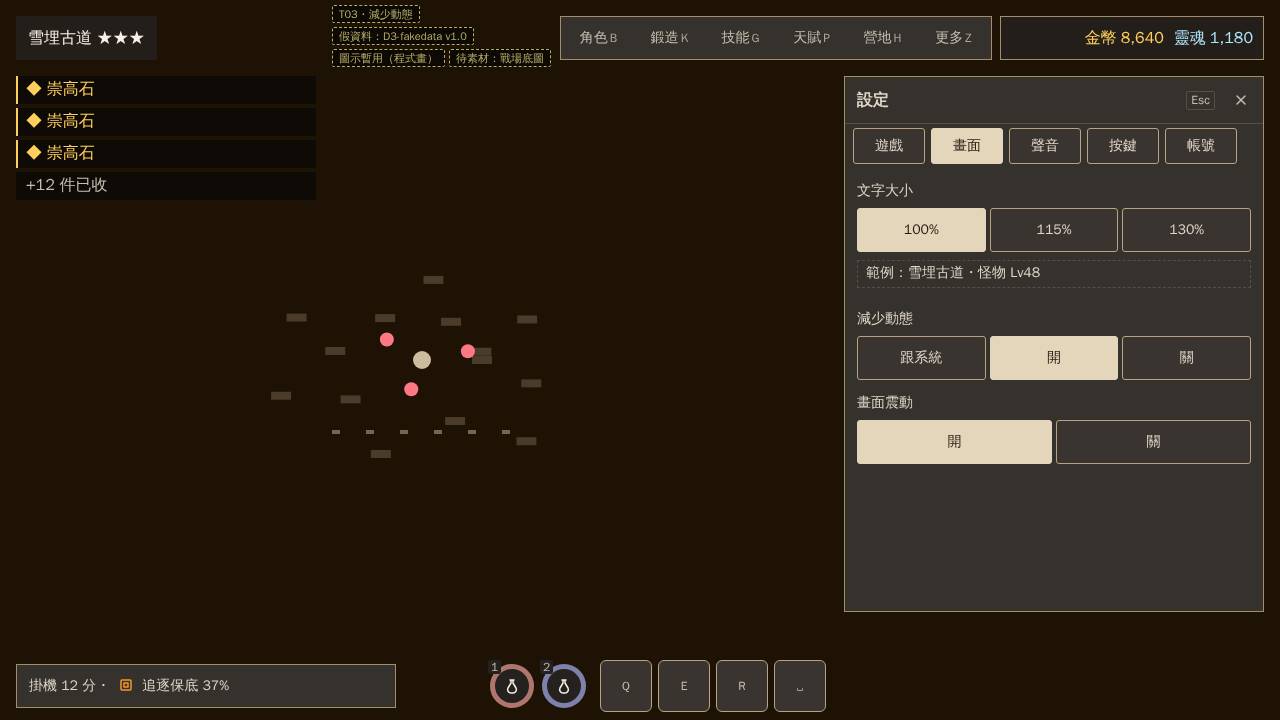 雪埋古道 ★★★
T03・減少動態
假資料：D3-fakedata v1.0
圖示暫用（程式畫） 待素材：戰場底圖
角色B 鍛造K 技能G 天賦P 營地H 更多Z
金幣 8,640 靈魂 1,180
◆ 崇高石
◆ 崇高石
◆ 崇高石
+12 件已收
設定 Esc ✕
遊戲 畫面 聲音 按鍵 帳號
文字大小
100% 115% 130%
範例：雪埋古道・怪物 Lv48
減少動態
跟系統 開 關
畫面震動
開 關
掛機 12 分・ 追逐保底 37%
1 2 Q E R ⎵